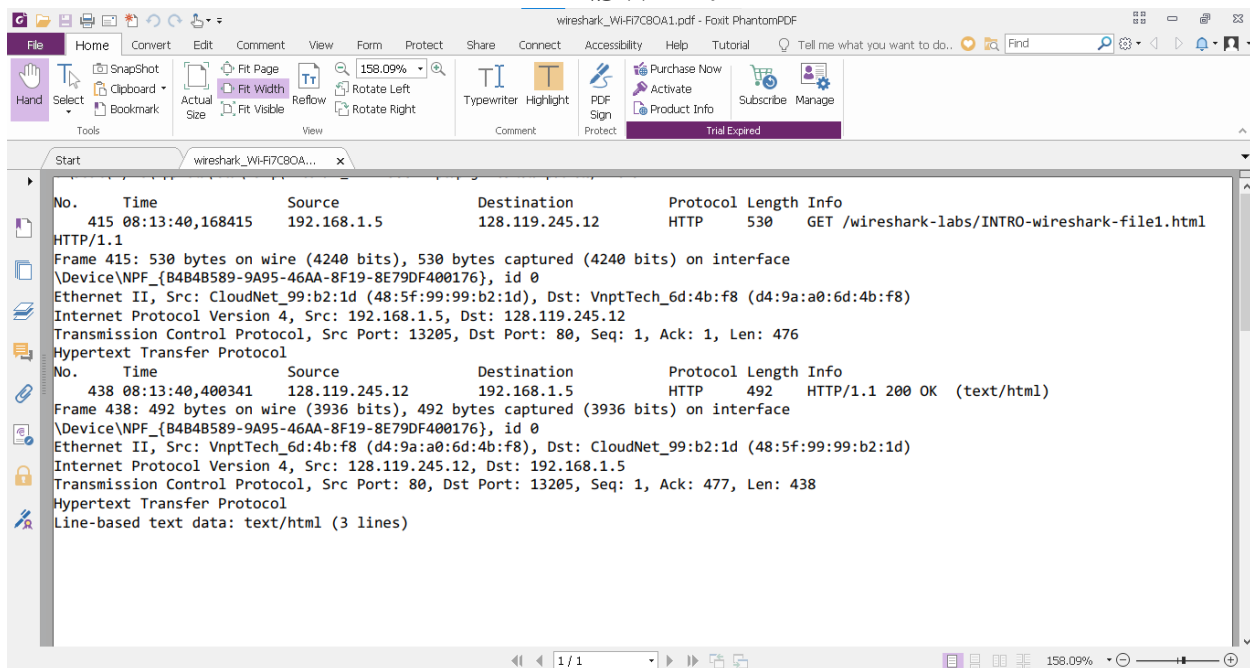 wireshark_Wi-Fi7C8OA1.pdf - Foxit PhantomPDF
File Home Convert Edit Comment View Form Protect Share Connect Accessibility Help Tutorial Tell me what you want to do.. Find
Hand
Select
SnapShot
Clipboard
Bookmark
Tools
Actual Size
Fit Page
Fit Width
Fit Visible
Reflow
158.09%
Rotate Left
Rotate Right
View
Typewriter Highlight
Comment
PDF Sign
Protect
Purchase Now
Activate
Product Info
Subscribe Manage
Trial Expired
Start wireshark_Wi-Fi7C8OA... x
No. Time Source Destination Protocol Length Info
415 08:13:40,168415 192.168.1.5 128.119.245.12 HTTP 530 GET /wireshark-labs/INTRO-wireshark-file1.html
HTTP/1.1
Frame 415: 530 bytes on wire (4240 bits), 530 bytes captured (4240 bits) on interface
\Device\NPF_{B4B4B589-9A95-46AA-8F19-8E79DF400176}, id 0
Ethernet II, Src: CloudNet_99:b2:1d (48:5f:99:99:b2:1d), Dst: VnptTech_6d:4b:f8 (d4:9a:a0:6d:4b:f8)
Internet Protocol Version 4, Src: 192.168.1.5, Dst: 128.119.245.12
Transmission Control Protocol, Src Port: 13205, Dst Port: 80, Seq: 1, Ack: 1, Len: 476
Hypertext Transfer Protocol
No. Time Source Destination Protocol Length Info
438 08:13:40,400341 128.119.245.12 192.168.1.5 HTTP 492 HTTP/1.1 200 OK (text/html)
Frame 438: 492 bytes on wire (3936 bits), 492 bytes captured (3936 bits) on interface
\Device\NPF_{B4B4B589-9A95-46AA-8F19-8E79DF400176}, id 0
Ethernet II, Src: VnptTech_6d:4b:f8 (d4:9a:a0:6d:4b:f8), Dst: CloudNet_99:b2:1d (48:5f:99:99:b2:1d)
Internet Protocol Version 4, Src: 128.119.245.12, Dst: 192.168.1.5
Transmission Control Protocol, Src Port: 80, Dst Port: 13205, Seq: 1, Ack: 477, Len: 438
Hypertext Transfer Protocol
Line-based text data: text/html (3 lines)
1 / 1
158.09%